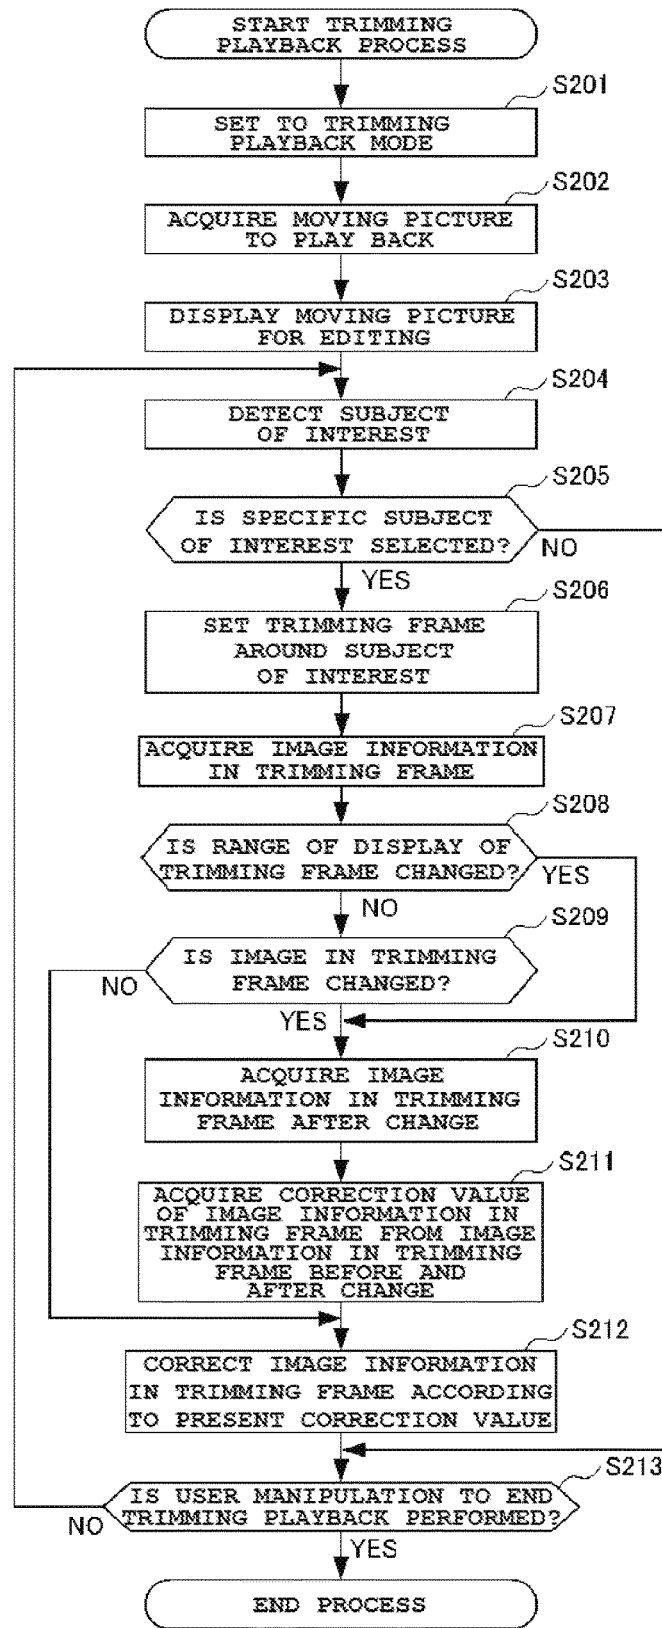 START TRIMMING
PLAYBACK PROCESS
S201
SET TO TRIMMING
PLAYBACK MODE
S202
ACQUIRE MOVING PICTURE
TO PLAY BACK
S203
DISPLAY MOVING PICTURE
FOR EDITING
S204
DETECT SUBJECT
OF INTEREST
S205
IS SPECIFIC SUBJECT
OF INTEREST SELECTED?
NO
YES
S206
SET TRIMMING FRAME
AROUND SUBJECT
OF INTEREST
S207
ACQUIRE IMAGE INFORMATION
IN TRIMMING FRAME
S208
IS RANGE OF DISPLAY OF
TRIMMING FRAME CHANGED?
YES
NO
S209
IS IMAGE IN TRIMMING
FRAME CHANGED?
NO
YES
S210
ACQUIRE IMAGE
INFORMATION IN TRIMMING
FRAME AFTER CHANGE
S211
ACQUIRE CORRECTION VALUE
OF IMAGE INFORMATION IN
TRIMMING FRAME FROM IMAGE
INFORMATION IN TRIMMING
FRAME BEFORE AND
AFTER CHANGE
S212
CORRECT IMAGE INFORMATION
IN TRIMMING FRAME ACCORDING
TO PRESENT CORRECTION VALUE
S213
IS USER MANIPULATION TO END
TRIMMING PLAYBACK PERFORMED?
NO
YES
END PROCESS